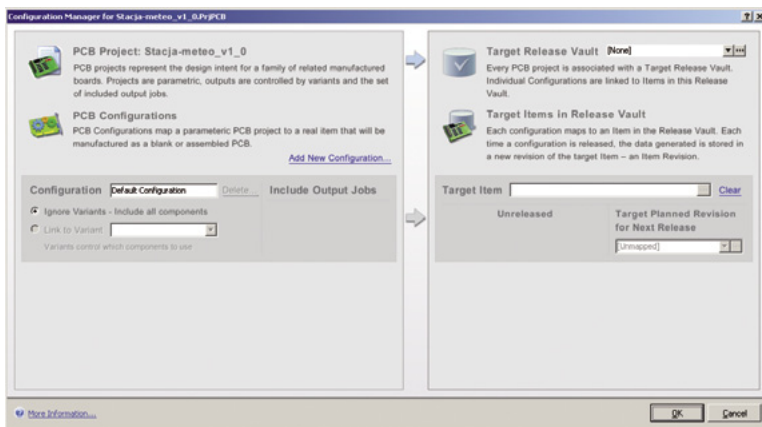 Configuration Manager for Stacja-meteo_v1_0.PrjPCB
PCB Project: Stacja-meteo_v1_0
PCB projects represent the design intent for a family of related manufactured
boards. Projects are parametric, outputs are controlled by variants and the set
of included output jobs.
PCB Configurations
PCB Configurations map a parameteric PCB project to a real item that will be
manufactured as a blank or assembled PCB.
Add New Configuration...
Configuration Default Configuration Delete... Include Output Jobs
Ignore Variants - Include all components
Link to Variant
Variants control which components to use
Target Release Vault [None]
Every PCB project is associated with a Target Release Vault.
Individual Configurations are linked to Items in this Release
Vault.
Target Items in Release Vault
Each configuration maps to an Item in the Release Vault. Each
time a configuration is released, the data generated is stored in
a new revision of the target Item – an Item Revision.
Target Item Clear
Unreleased
Target Planned Revision
for Next Release
[Unmapped]
More Information...
OK Cancel